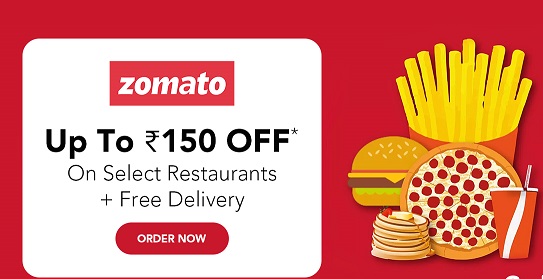 zomato
Up To ₹150 OFF*
On Select Restaurants
+ Free Delivery
ORDER NOW